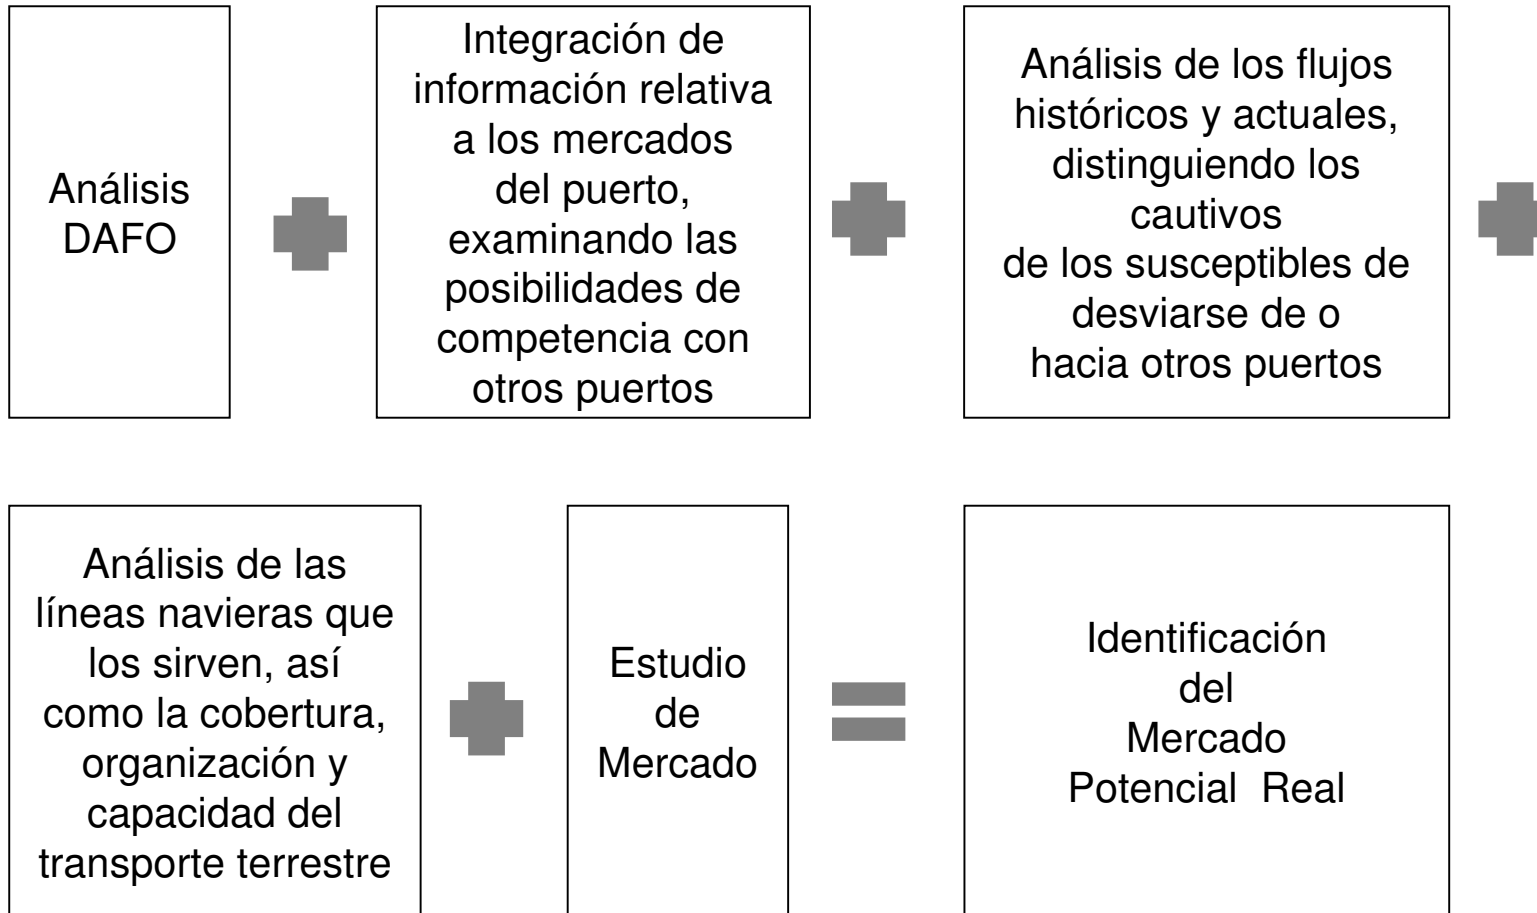 Análisis
DAFO
Integración de
información relativa
a los mercados
del puerto,
examinando las
posibilidades de
competencia con
otros puertos
Análisis de los flujos
históricos y actuales,
distinguiendo los
cautivos
de los susceptibles de
desviarse de o
hacia otros puertos
Análisis de las
líneas navieras que
los sirven, así
como la cobertura,
organización y
capacidad del
transporte terrestre
Estudio
de
Mercado
Identificación
del
Mercado
Potencial Real